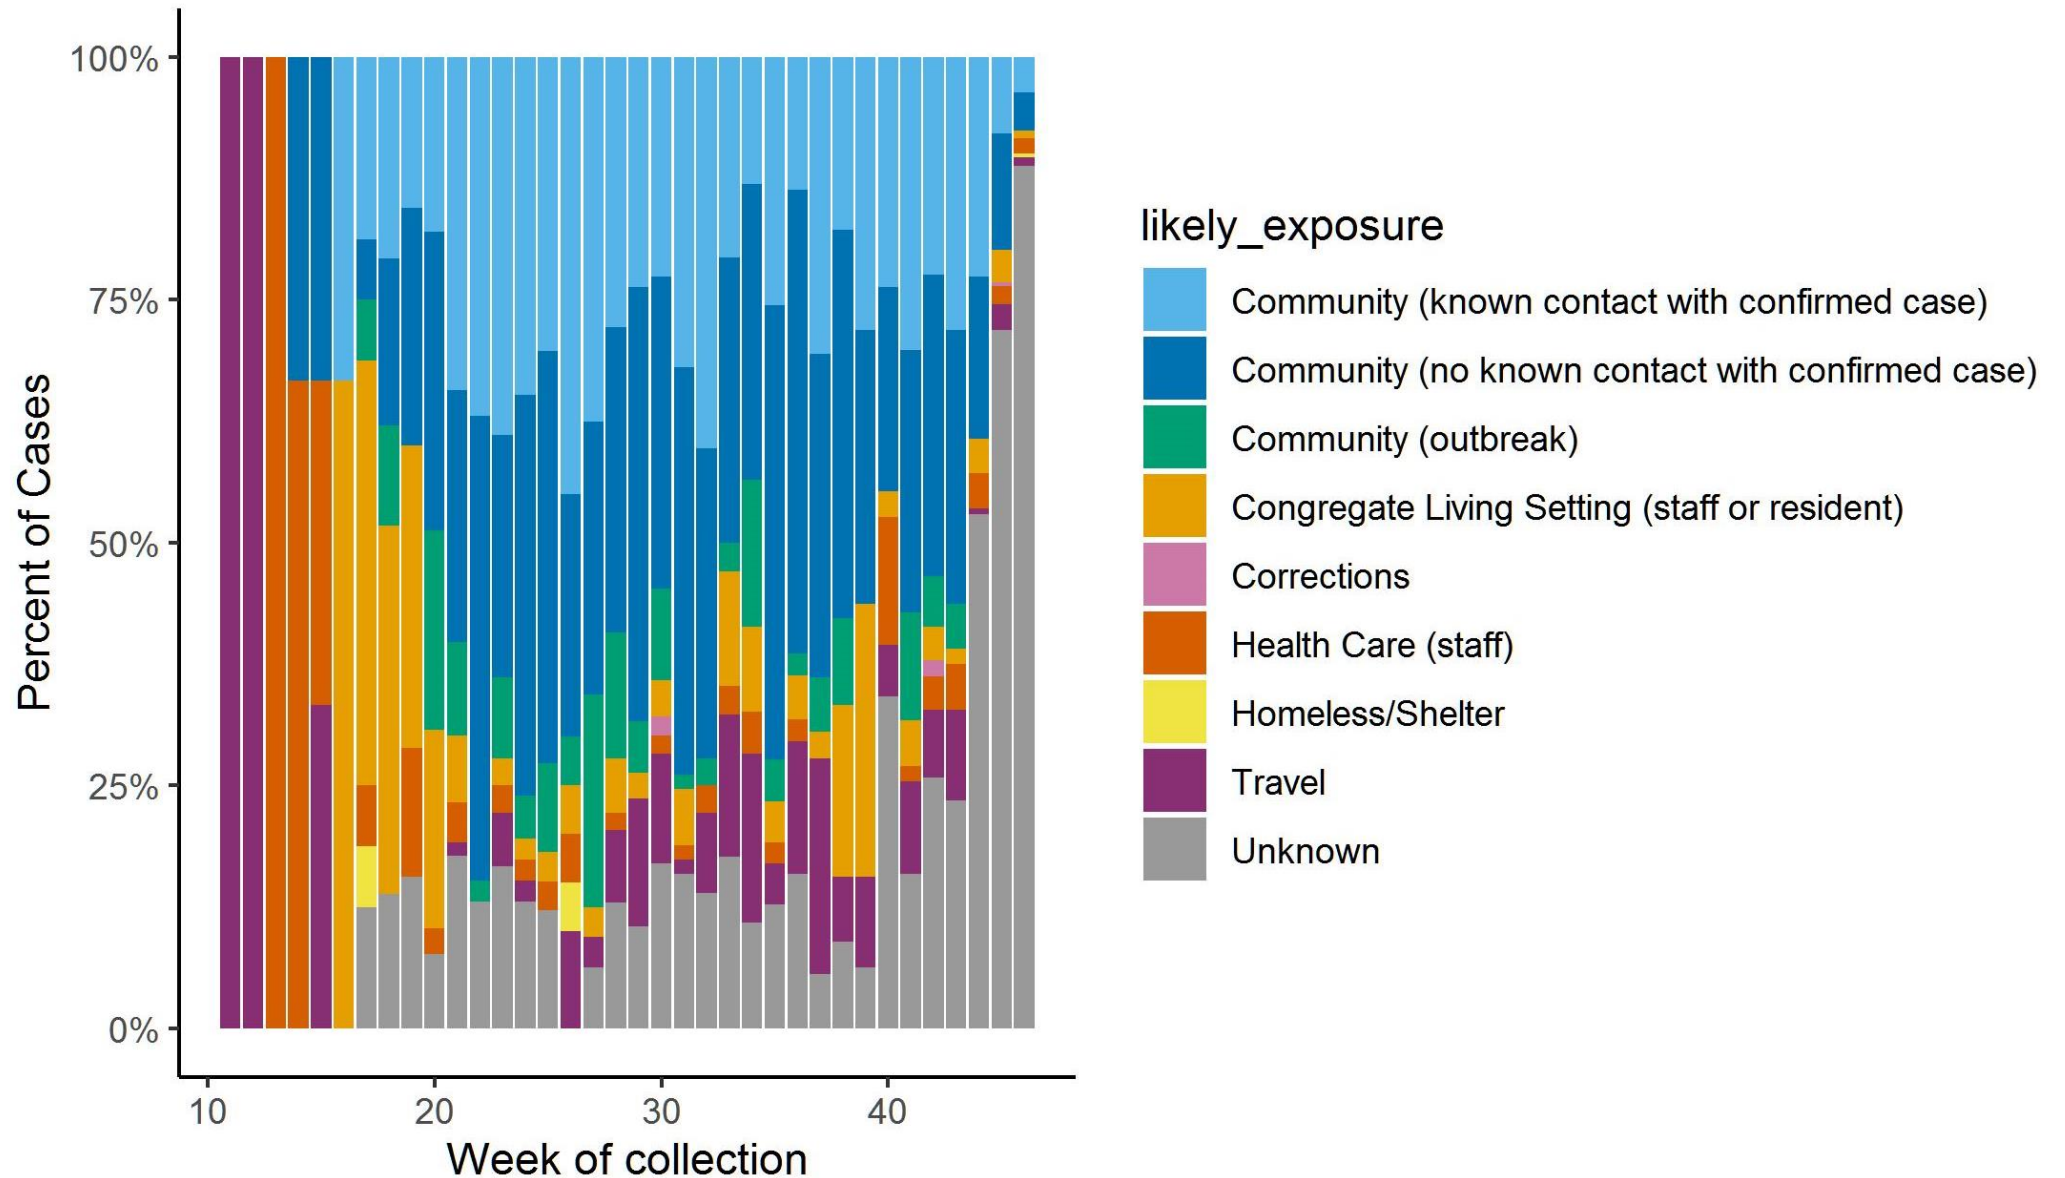 100%
75%
50%
25%
0%
Percent of Cases
10 20 30 40
Week of collection
likely_exposure
Community (known contact with confirmed case)
Community (no known contact with confirmed case)
Community (outbreak)
Congregate Living Setting (staff or resident)
Corrections
Health Care (staff)
Homeless/Shelter
Travel
Unknown